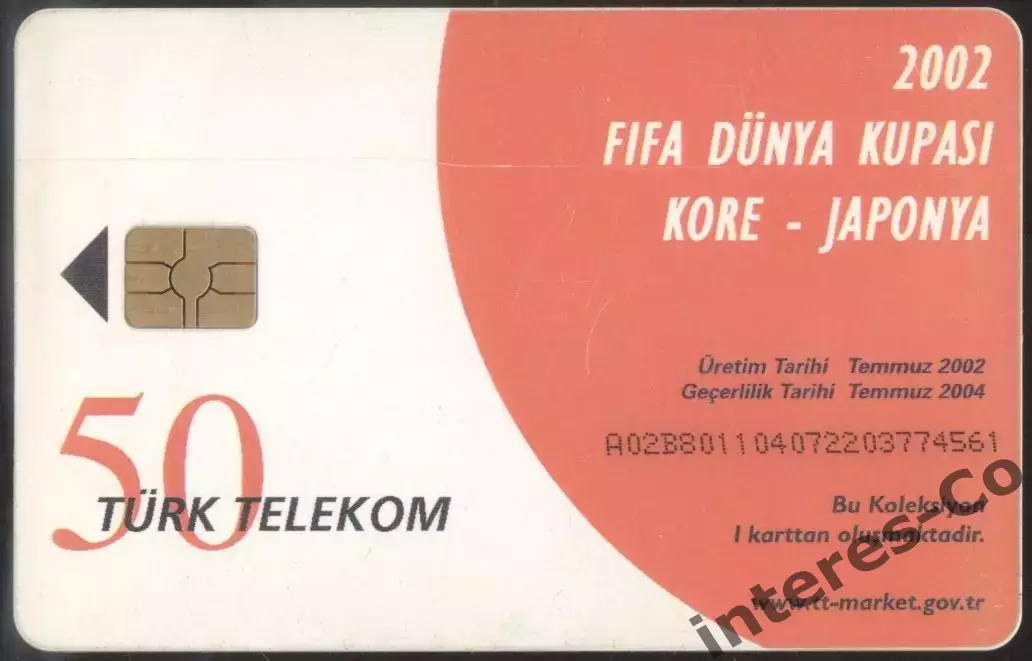 2002
FIFA DÜNYA KUPASI
KORE - JAPONYA
Üretim Tarihi Temmuz 2002
Geçerlilik Tarihi Temmuz 2004
50
A02B801104072203774561
TÜRK TELEKOM
Bu Koleksiyon
1 karttan oluşmaktadir.
www.tt-market.gov.tr
interes-Co